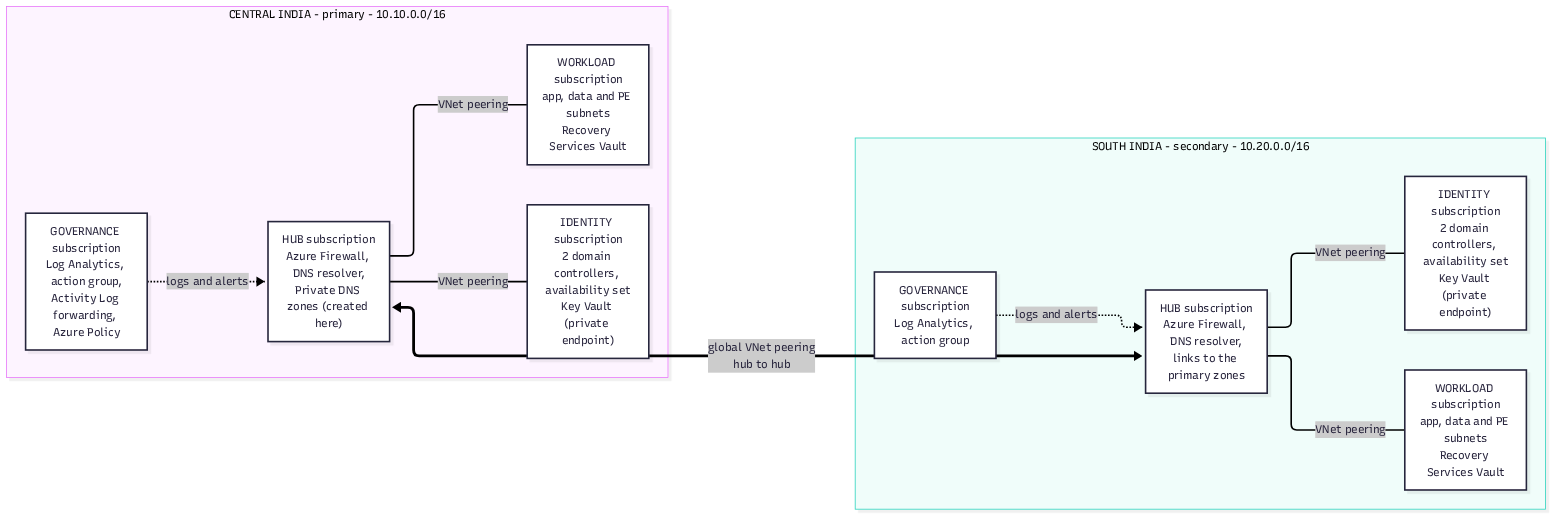 CENTRAL INDIA - primary - 10.10.0.0/16
WORKLOAD
subscription
app, data and PE
subnets
Recovery
Services Vault
VNet peering
GOVERNANCE
subscription
Log Analytics,
action group,
Activity Log
forwarding,
Azure Policy
logs and alerts
HUB subscription
Azure Firewall,
DNS resolver,
Private DNS
zones (created
here)
VNet peering
IDENTITY
subscription
2 domain
controllers,
availability set
Key Vault
(private
endpoint)
global VNet peering
hub to hub
SOUTH INDIA - secondary - 10.20.0.0/16
GOVERNANCE
subscription
Log Analytics,
action group
logs and alerts
HUB subscription
Azure Firewall,
DNS resolver,
links to the
primary zones
VNet peering
IDENTITY
subscription
2 domain
controllers,
availability set
Key Vault
(private
endpoint)
VNet peering
WORKLOAD
subscription
app, data and PE
subnets
Recovery
Services Vault